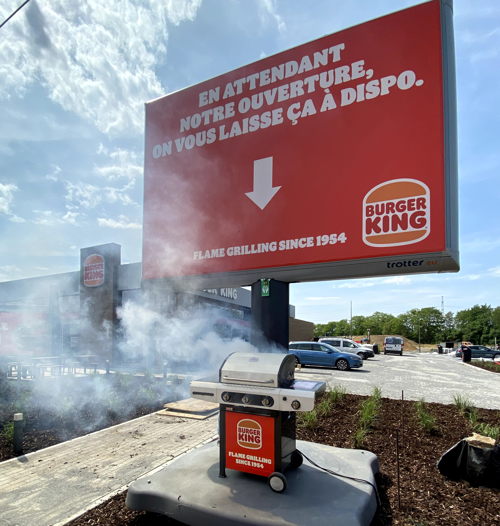 EN ATTENDANT
NOTRE OUVERTURE,
ON VOUS LAISSE ÇA À DISPO.
BURGER
KING
FLAME GRILLING SINCE 1954
trotter
KING
BURGER
KING
FLAME GRILLING
SINCE 1954